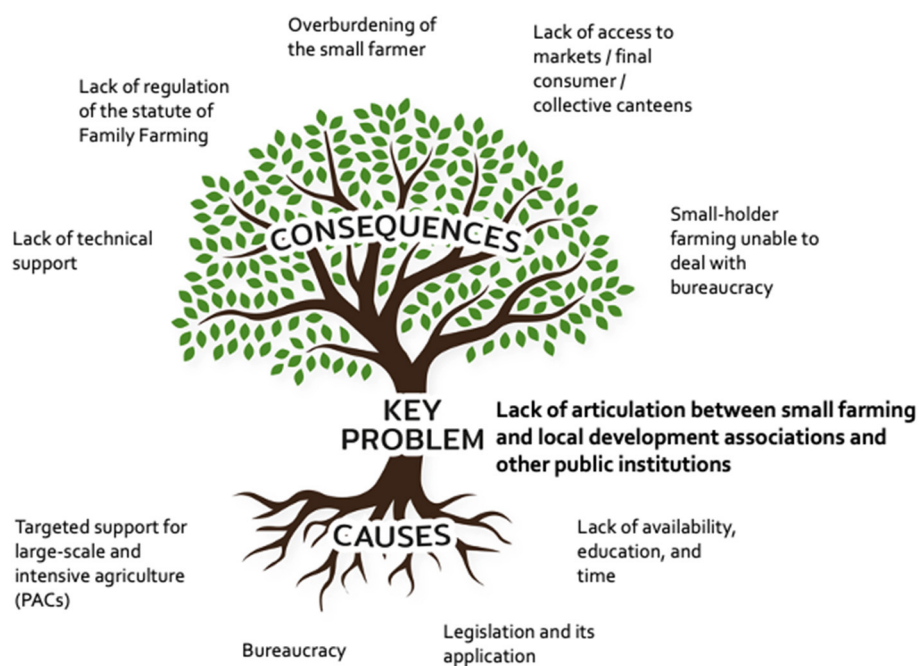 Overburdening of
the small farmer
Lack of access to
markets / final
consumer /
collective canteens
Lack of regulation
of the statute of
Family Farming
Lack of technical
support
CONSEQUENCES
Small-holder
farming unable to
deal with
bureaucracy
KEY
PROBLEM
Lack of articulation between small farming
and local development associations and
other public institutions
Targeted support for
large-scale and
intensive agriculture
(PACs)
CAUSES
Lack of availability,
education, and
time
Bureaucracy
Legislation and its
application